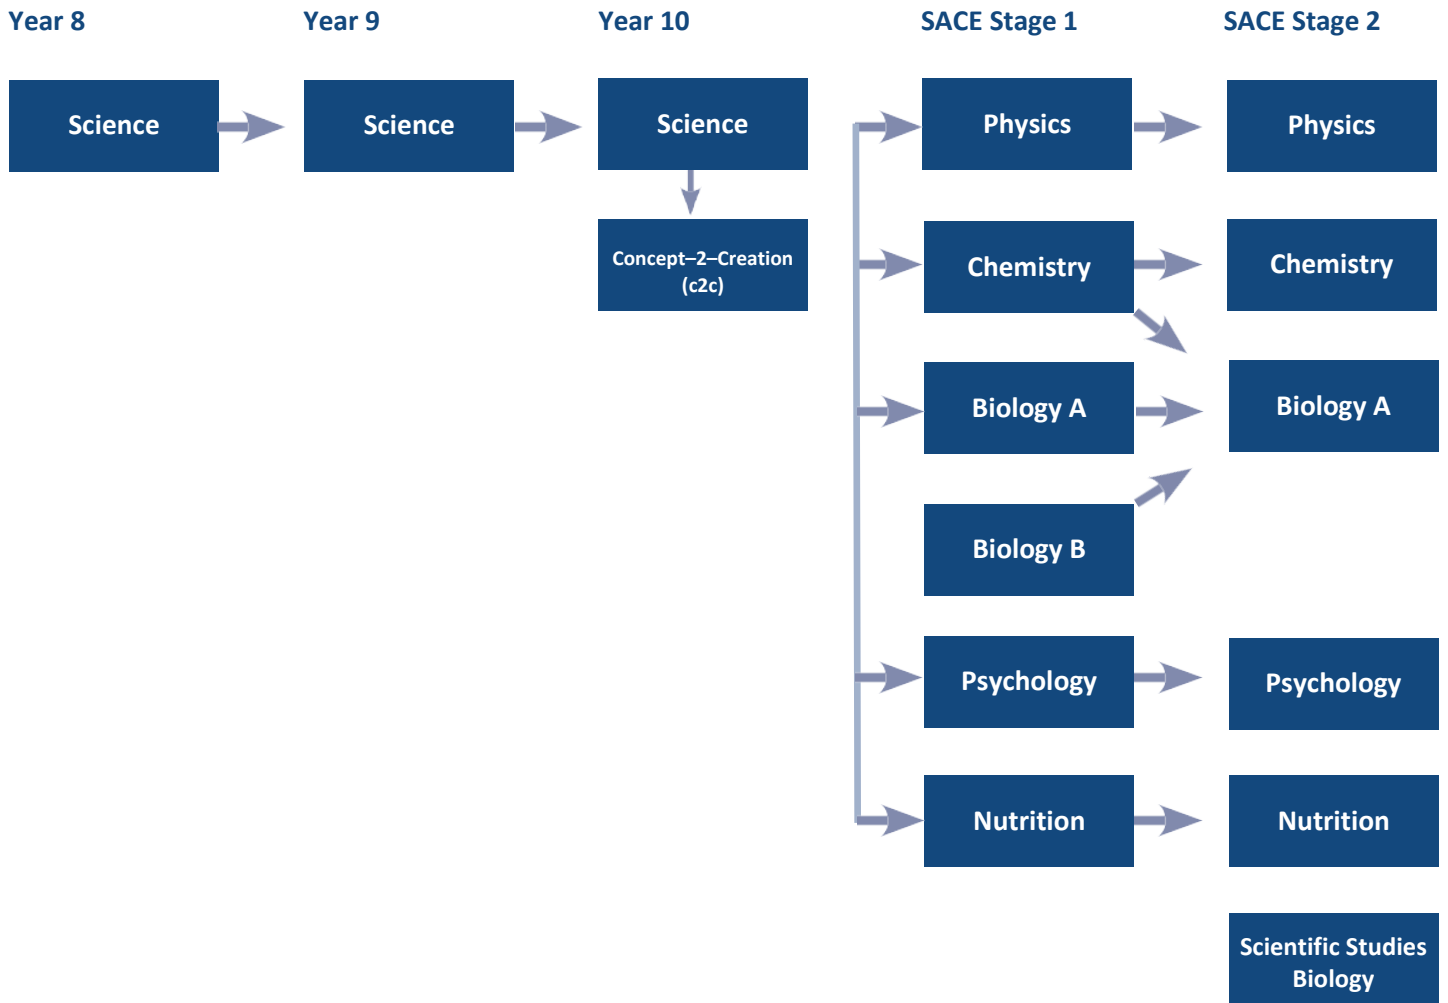 Year 8
Year 9
Year 10
SACE Stage 1
SACE Stage 2
Science
Science
Science
Physics
Physics
Concept–2–Creation
(c2c)
Chemistry
Chemistry
Biology A
Biology A
Biology B
Psychology
Psychology
Nutrition
Nutrition
Scientific Studies
Biology